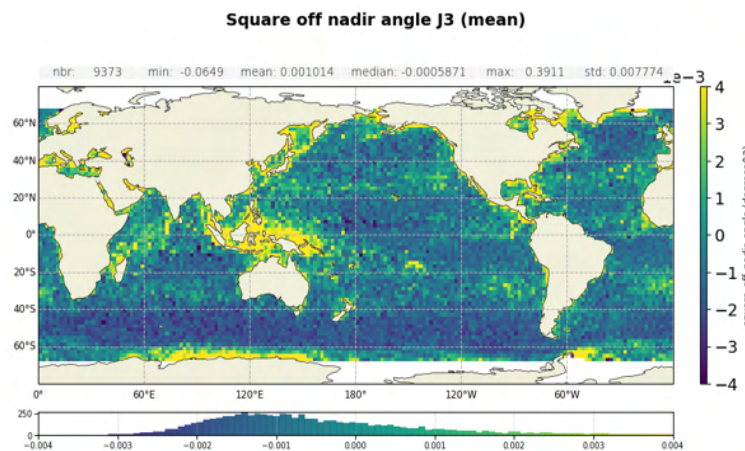 Square off nadir angle J3 (mean)
nbr: 9373 min: -0.0649 mean: 0.001014 median: -0.0005871 max: 0.3911 std: 0.007774
1e−3
60°N
40°N
20°N
0°
20°S
40°S
60°S
0° 60°E 120°E 180° 120°W 60°W
4
3
2
1
0
−1
−2
−3
−4
250
0
-0.004 -0.003 -0.002 -0.001 0.000 0.001 0.002 0.003 0.004